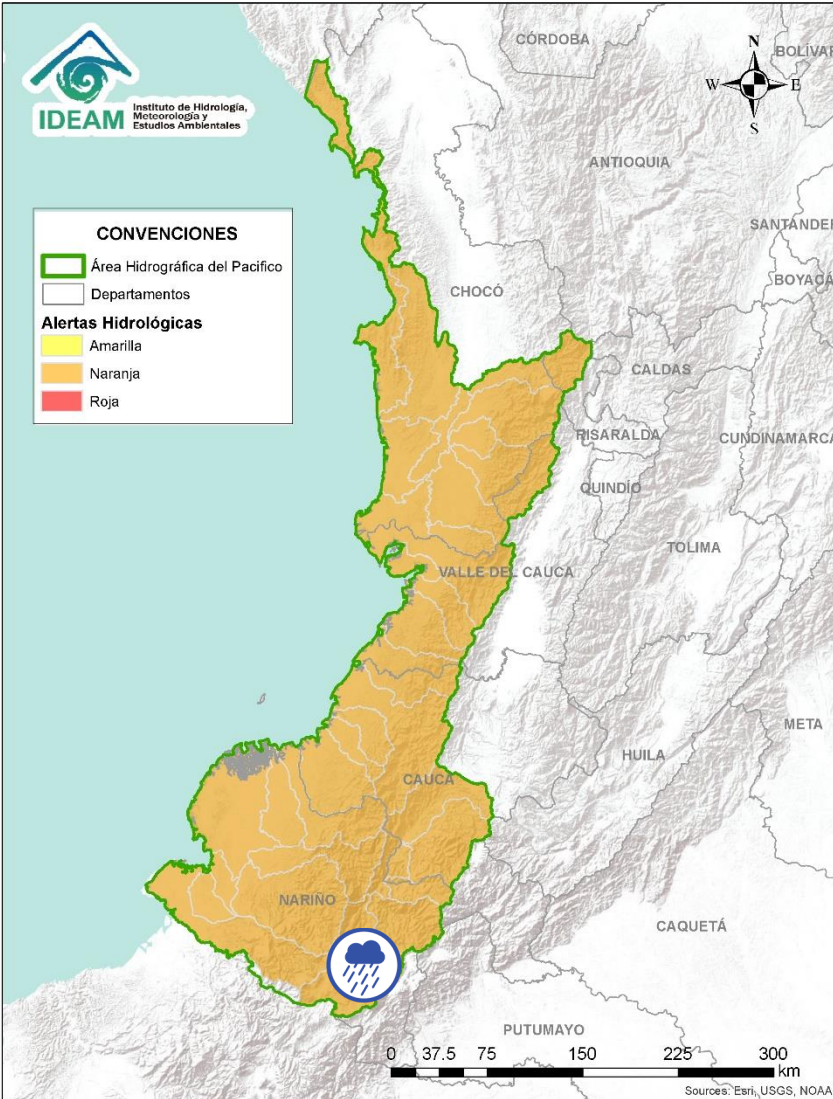 IDEAM
Instituto de Hidrología,
Meteorología y
Estudios Ambientales
N
W
E
S
CÓRDOBA
BOLÍVAR
ANTIOQUIA
SANTANDER
BOYACÁ
CONVENCIONES
Área Hidrográfica del Pacifico
Departamentos
Alertas Hidrológicas
Amarilla
Naranja
Roja
CHOCÓ
CALDAS
RISARALDA
CUNDINAMARCA
QUINDÍO
TOLIMA
VALLE DEL CAUCA
META
HUILA
CAUCA
NARIÑO
CAQUETÁ
PUTUMAYO
0 37.5 75 150 225 300
km
Sources: Esri, USGS, NOAA